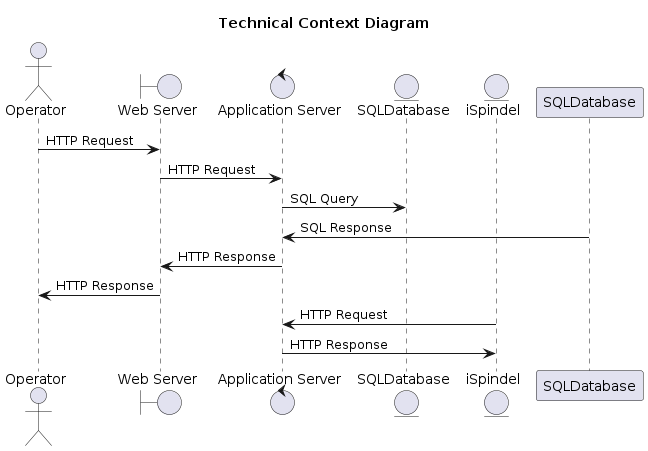 Technical Context Diagram
Operator
Web Server
Application Server
SQLDatabase
iSpindel
SQLDatabase
HTTP Request
HTTP Request
SQL Query
SQL Response
HTTP Response
HTTP Response
HTTP Request
HTTP Response
Operator
Web Server
Application Server
SQLDatabase
iSpindel
SQLDatabase